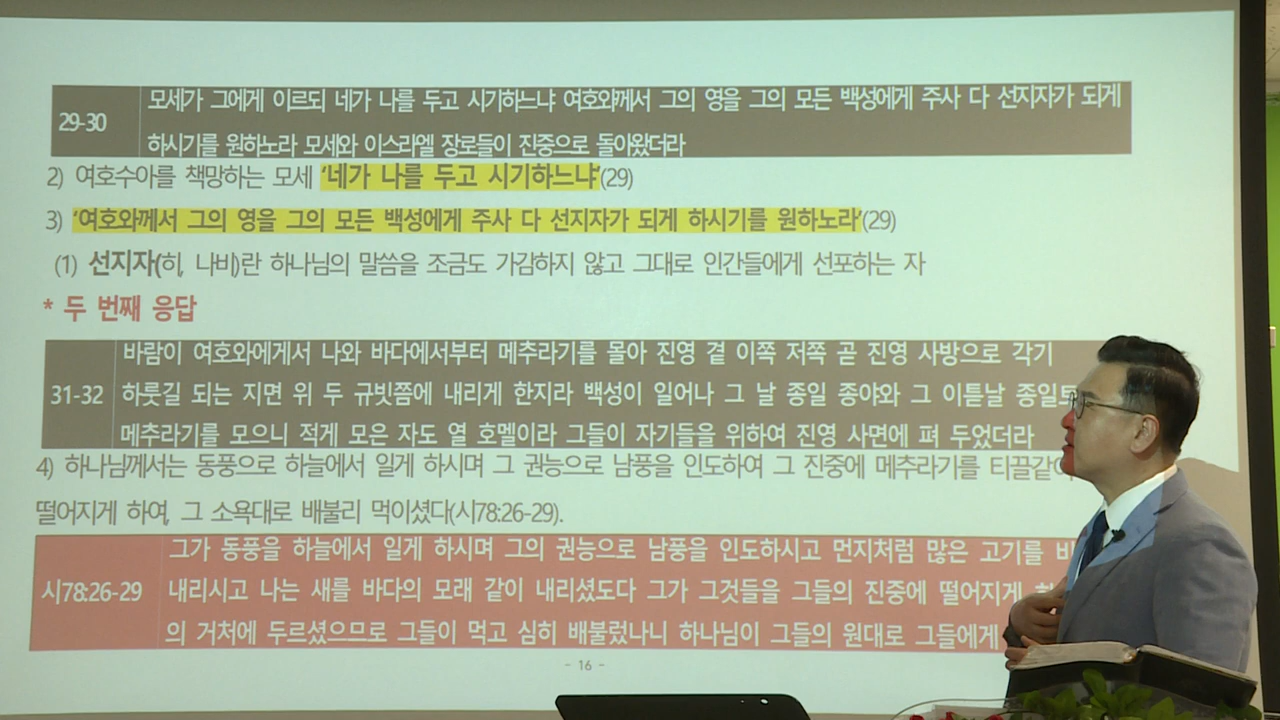 29-30
모세가 그에게 이르되 네가 나를 두고 시기하느냐 여호와께서 그의 영을 그의 모든 백성에게 주사 다 선지자가 되게
하시기를 원하노라 모세와 이스라엘 장로들이 진중으로 돌아왔더라
2) 여호수아를 책망하는 모세 ‘네가 나를 두고 시기하느냐’(29)
3) ‘여호와께서 그의 영을 그의 모든 백성에게 주사 다 선지자가 되게 하시기를 원하노라’(29)
(1) 선지자(히, 나비)란 하나님의 말씀을 조금도 가감하지 않고 그대로 인간들에게 선포하는 자
* 두 번째 응답
31-32
바람이 여호와에게서 나와 바다에서부터 메추라기를 몰아 진영 곁 이쪽 저쪽 곧 진영 사방으로 각기
하룻길 되는 지면 위 두 규빗쯤에 내리게 한지라 백성이 일어나 그 날 종일 종야와 그 이튿날 종일토
메추라기를 모으니 적게 모은 자도 열 호멜이라 그들이 자기들을 위하여 진영 사면에 펴 두었더라
4) 하나님께서는 동풍으로 하늘에서 일게 하시며 그 권능으로 남풍을 인도하여 그 진중에 메추라기를 티끌같이
떨어지게 하여, 그 소욕대로 배불리 먹이셨다(시78:26-29).
시78:26-29
그가 동풍을 하늘에서 일게 하시며 그의 권능으로 남풍을 인도하시고 먼지처럼 많은 고기를
내리시고 나는 새를 바다의 모래 같이 내리셨도다 그가 그것들을 그들의 진중에 떨어지게
의 거처에 두르셨으므로 그들이 먹고 심히 배불렀나니 하나님이 그들의 원대로 그들에게
- 16 -